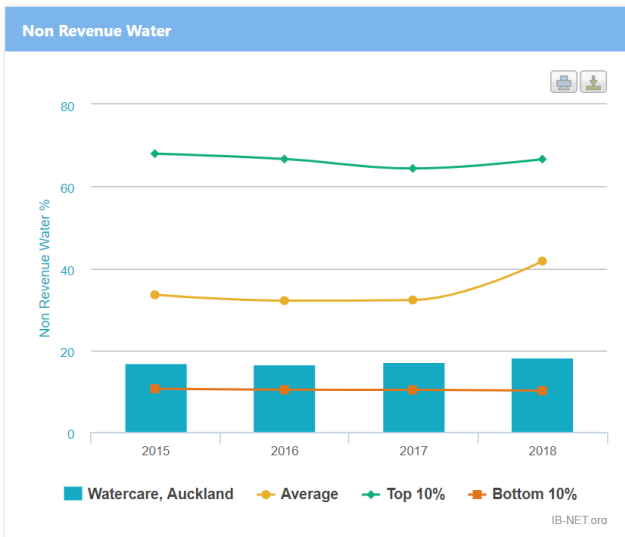 Non Revenue Water
80
60
40
20
0
Non Revenue Water %
2015 2016 2017 2018
Watercare, Auckland Average Top 10% Bottom 10%
IB-NET.org